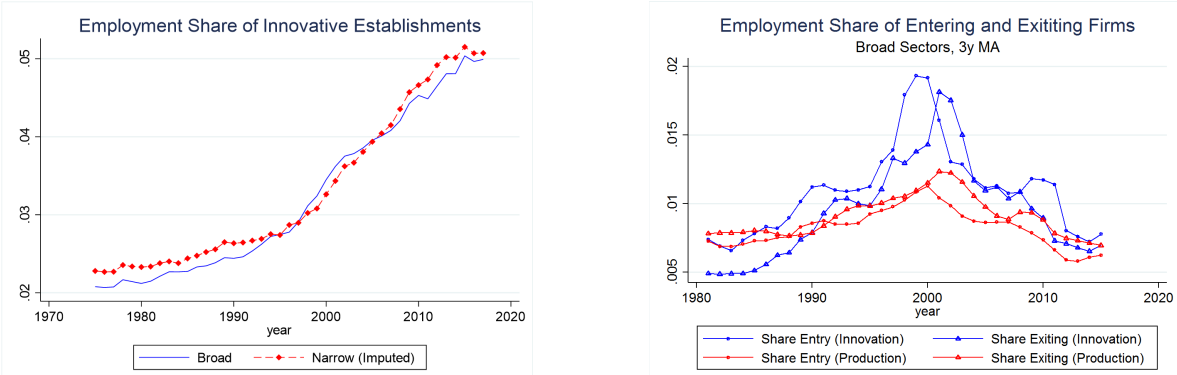 Employment Share of Innovative Establishments
.05
.04
.03
.02
1970 1980 1990 2000 2010 2020
year
Broad Narrow (Imputed)
Employment Share of Entering and Exititing Firms
Broad Sectors, 3y MA
.02
.015
.01
.005
1980 1990 2000 2010 2020
year
Share Entry (Innovation) Share Exiting (Innovation)
Share Entry (Production) Share Exiting (Production)